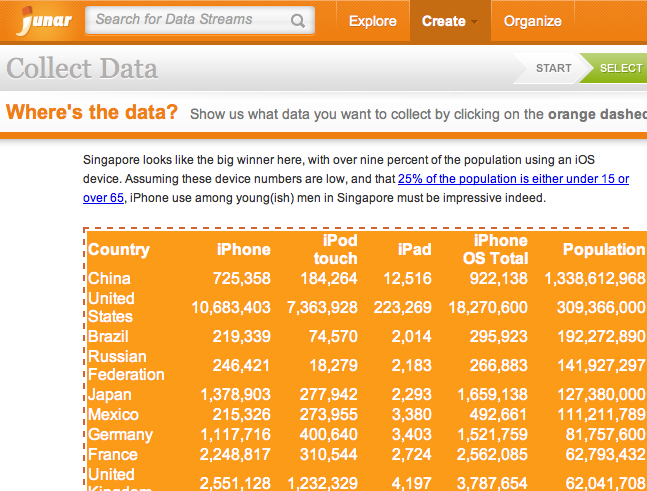 junar Search for Data Streams Explore Create Organize
Collect Data START SELECT
Where's the data? Show us what data you want to collect by clicking on the orange dashed
Singapore looks like the big winner here, with over nine percent of the population using an iOS
device. Assuming these device numbers are low, and that 25% of the population is either under 15 or
over 65, iPhone use among young(ish) men in Singapore must be impressive indeed.
Country iPhone iPod touch iPad iPhone OS Total Population
China 725,358 184,264 12,516 922,138 1,338,612,968
United States 10,683,403 7,363,928 223,269 18,270,600 309,366,000
Brazil 219,339 74,570 2,014 295,923 192,272,890
Russian Federation 246,421 18,279 2,183 266,883 141,927,297
Japan 1,378,903 277,942 2,293 1,659,138 127,380,000
Mexico 215,326 273,955 3,380 492,661 111,211,789
Germany 1,117,716 400,640 3,403 1,521,759 81,757,600
France 2,248,817 310,544 2,724 2,562,085 62,793,432
United Kingdom 2,551,128 1,232,329 4,197 3,787,654 62,041,708